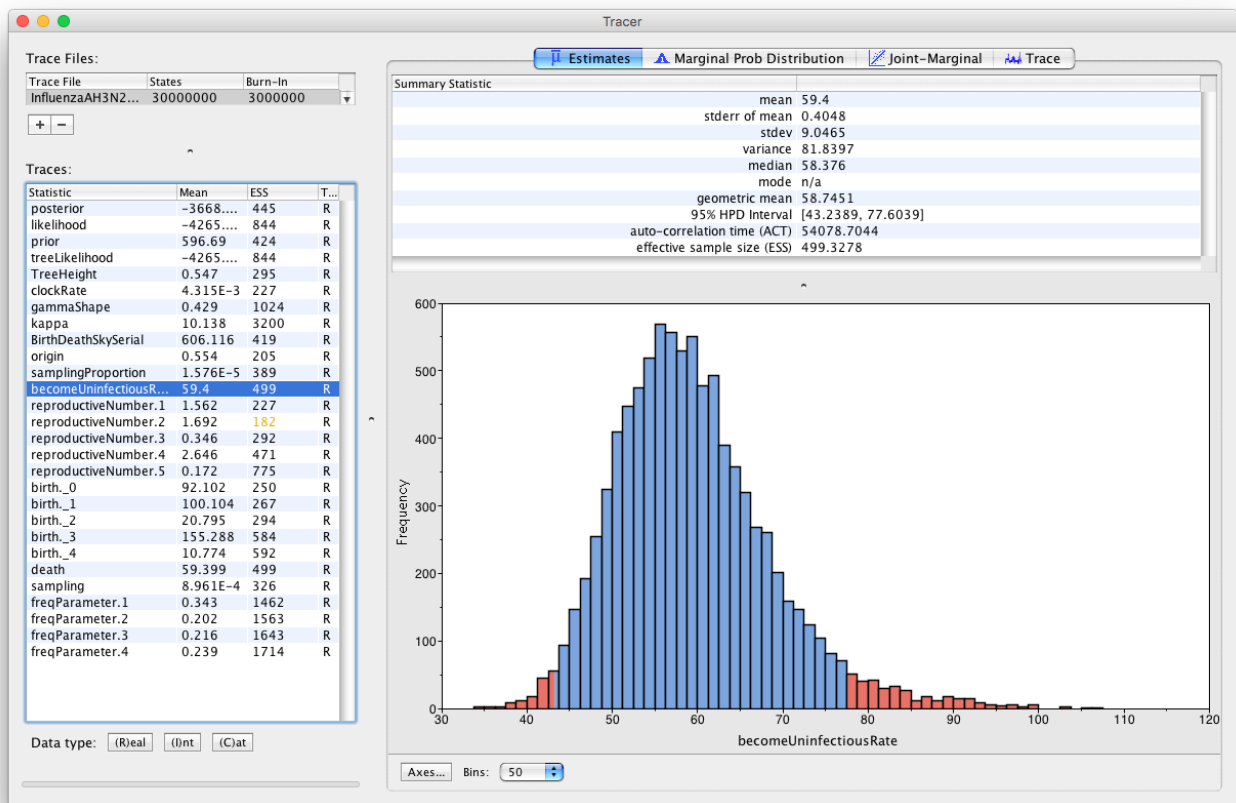 Tracer
Trace Files:
Trace File States Burn-In
InfluenzaAH3N2... 30000000 3000000
+ −
Traces:
Statistic Mean ESS T...
posterior -3668.... 445 R
likelihood -4265.... 844 R
prior 596.69 424 R
treeLikelihood -4265.... 844 R
TreeHeight 0.547 295 R
clockRate 4.315E-3 227 R
gammaShape 0.429 1024 R
kappa 10.138 3200 R
BirthDeathSkySerial 606.116 419 R
origin 0.554 205 R
samplingProportion 1.576E-5 389 R
becomeUninfectiousR... 59.4 499 R
reproductiveNumber.1 1.562 227 R
reproductiveNumber.2 1.692 182 R
reproductiveNumber.3 0.346 292 R
reproductiveNumber.4 2.646 471 R
reproductiveNumber.5 0.172 775 R
birth._0 92.102 250 R
birth._1 100.104 267 R
birth._2 20.795 294 R
birth._3 155.288 584 R
birth._4 10.774 592 R
death 59.399 499 R
sampling 8.961E-4 326 R
freqParameter.1 0.343 1462 R
freqParameter.2 0.202 1563 R
freqParameter.3 0.216 1643 R
freqParameter.4 0.239 1714 R
Data type: (R)eal (I)nt (C)at
μ Estimates Marginal Prob Distribution Joint-Marginal Trace
Summary Statistic
mean 59.4
stderr of mean 0.4048
stdev 9.0465
variance 81.8397
median 58.376
mode n/a
geometric mean 58.7451
95% HPD Interval [43.2389, 77.6039]
auto-correlation time (ACT) 54078.7044
effective sample size (ESS) 499.3278
600
500
400
300
200
100
0
Frequency
30 40 50 60 70 80 90 100 110 120
becomeUninfectiousRate
Axes... Bins: 50